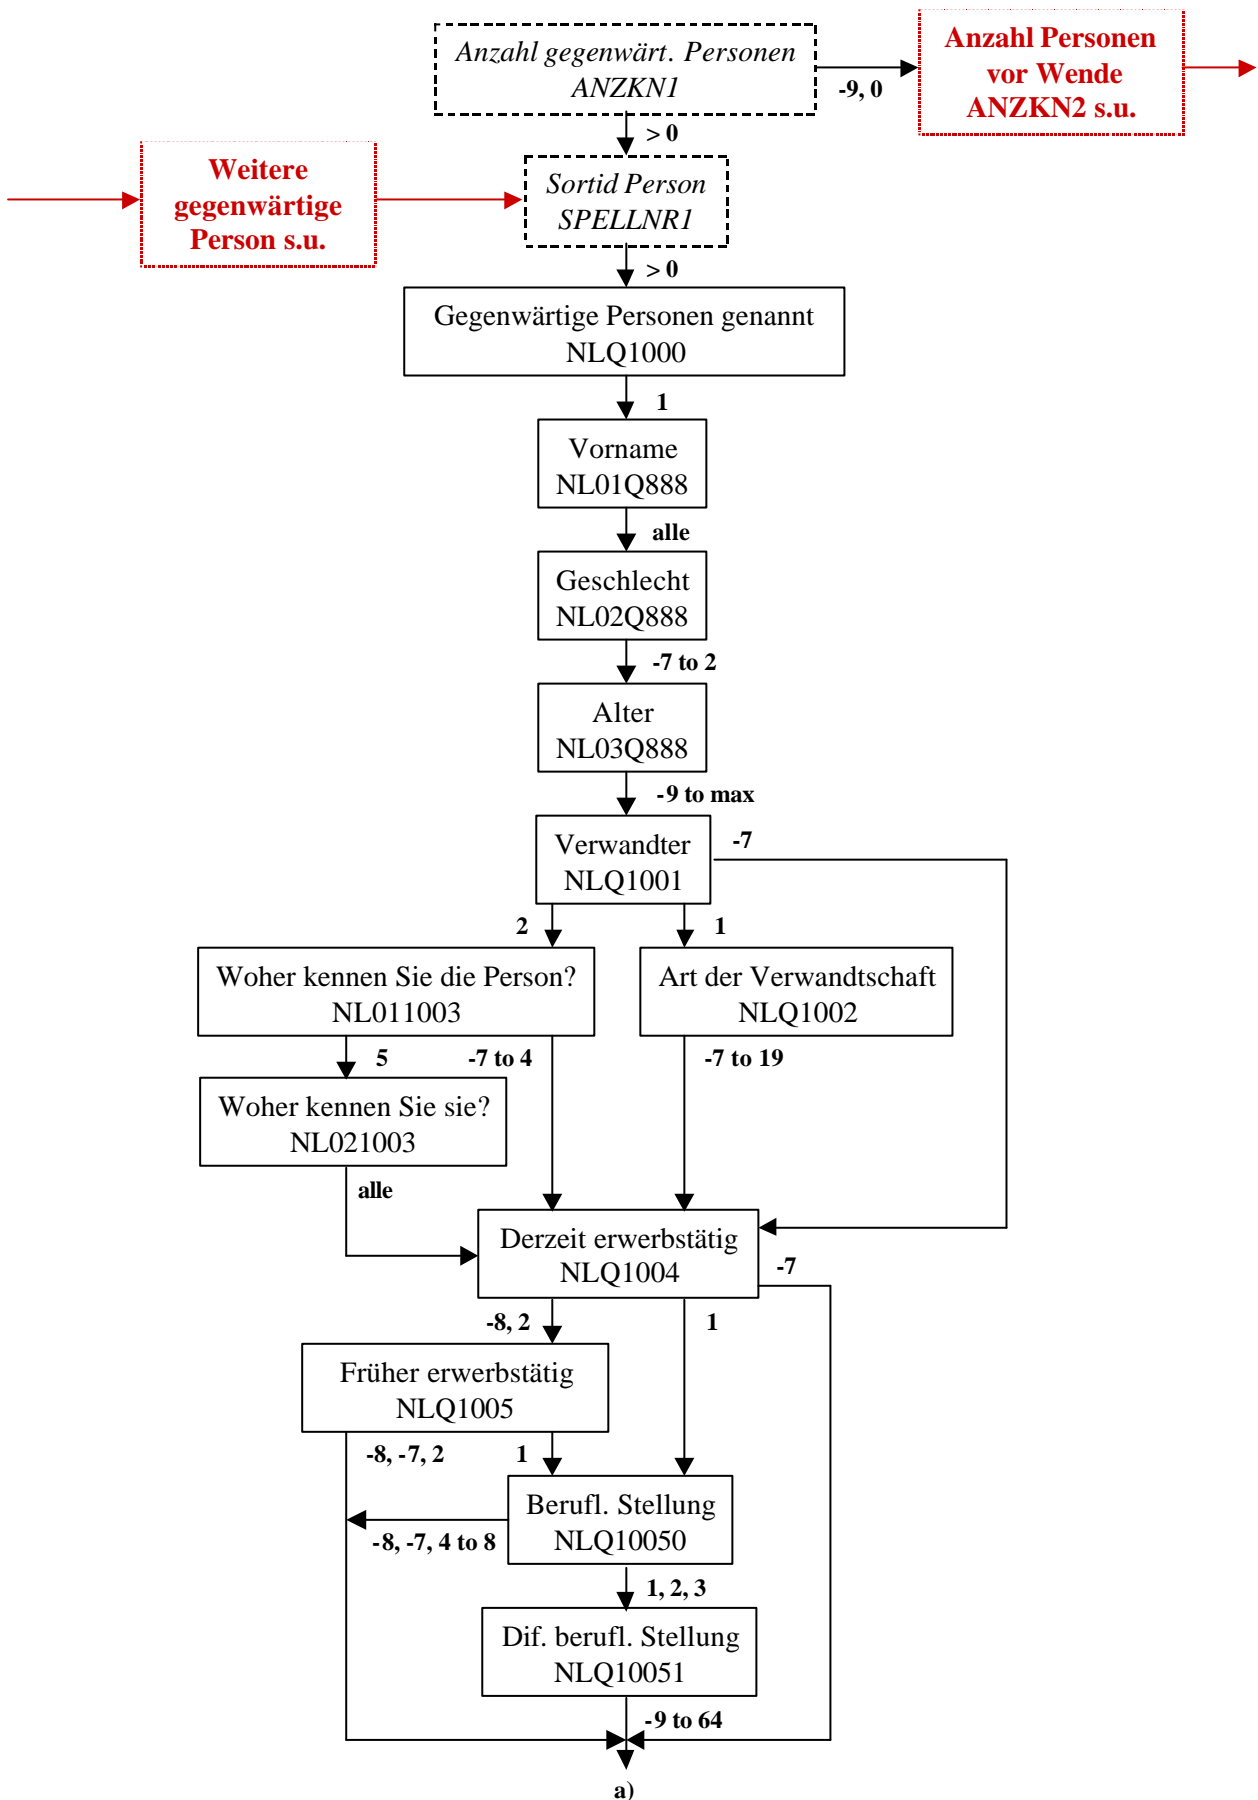 Anzahl gegenwärt. Personen
ANZKN1
-9, 0
Anzahl Personen
vor Wende
ANZKN2 s.u.
> 0
Weitere
gegenwärtige
Person s.u.
Sortid Person
SPELLNR1
> 0
Gegenwärtige Personen genannt
NLQ1000
1
Vorname
NL01Q888
alle
Geschlecht
NL02Q888
-7 to 2
Alter
NL03Q888
-9 to max
Verwandter
NLQ1001
-7
2
1
Woher kennen Sie die Person?
NL011003
Art der Verwandtschaft
NLQ1002
5
-7 to 4
-7 to 19
Woher kennen Sie sie?
NL021003
alle
Derzeit erwerbstätig
NLQ1004
-7
-8, 2
1
Früher erwerbstätig
NLQ1005
-8, -7, 2
1
Berufl. Stellung
NLQ10050
-8, -7, 4 to 8
1, 2, 3
Dif. berufl. Stellung
NLQ10051
-9 to 64
a)